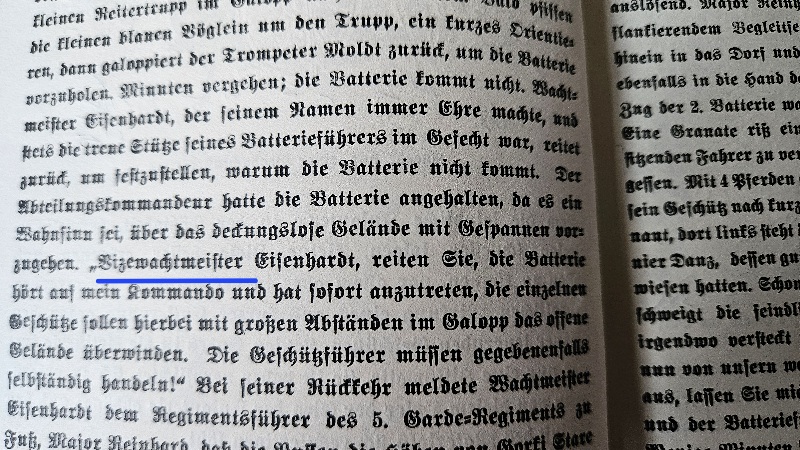 kleinen Reitertrupp im
die kleinen blauen Vöglein um den Trupp, ein kurzes Orientie-
ren, dann galoppiert der Trompeter Moldt zurück, um die Batterie
vorzuholen. Minuten vergehen; die Batterie kommt nicht. Wacht-
meister Eisenhardt, der seinem Namen immer Ehre machte, und
stets die treue Stütze seines Batterieführers im Gefecht war, reitet
zurück, um festzustellen, warum die Batterie nicht kommt. Der
Abteilungskommandeur hatte die Batterie angehalten, da es ein
Wahnsinn sei, über das deckungslose Gelände mit Gespannen vor-
zugehen. „Vizewachtmeister Eisenhardt, reiten Sie, die Batterie
hört auf mein Kommando und hat sofort anzutreten, die einzelnen
Geschütze sollen hierbei mit großen Abständen im Galopp das offene
Gelände überwinden. Die Geschützführer müssen gegebenenfalls
selbständig handeln!“ Bei seiner Rückkehr meldete Wachtmeister
Eisenhardt dem Regimentsführer des 5. Garde-Regiments zu
Fuß, Major Reinhard, daß die
auslösend. Major
flankierendem
hinein in das Dorf und
ebenfalls in die Hand
Zug der 2. Batterie
Eine Granate riß
sitzenden Fahrer zu
gessen. Mit 4 Pferden
sein Geschütz nach kurz
nant, dort links steht
nier Danz, dessen
wiesen hatten.
schweigt die
irgendwo versteckt
nun von unsern
aus, lassen Sie
und der